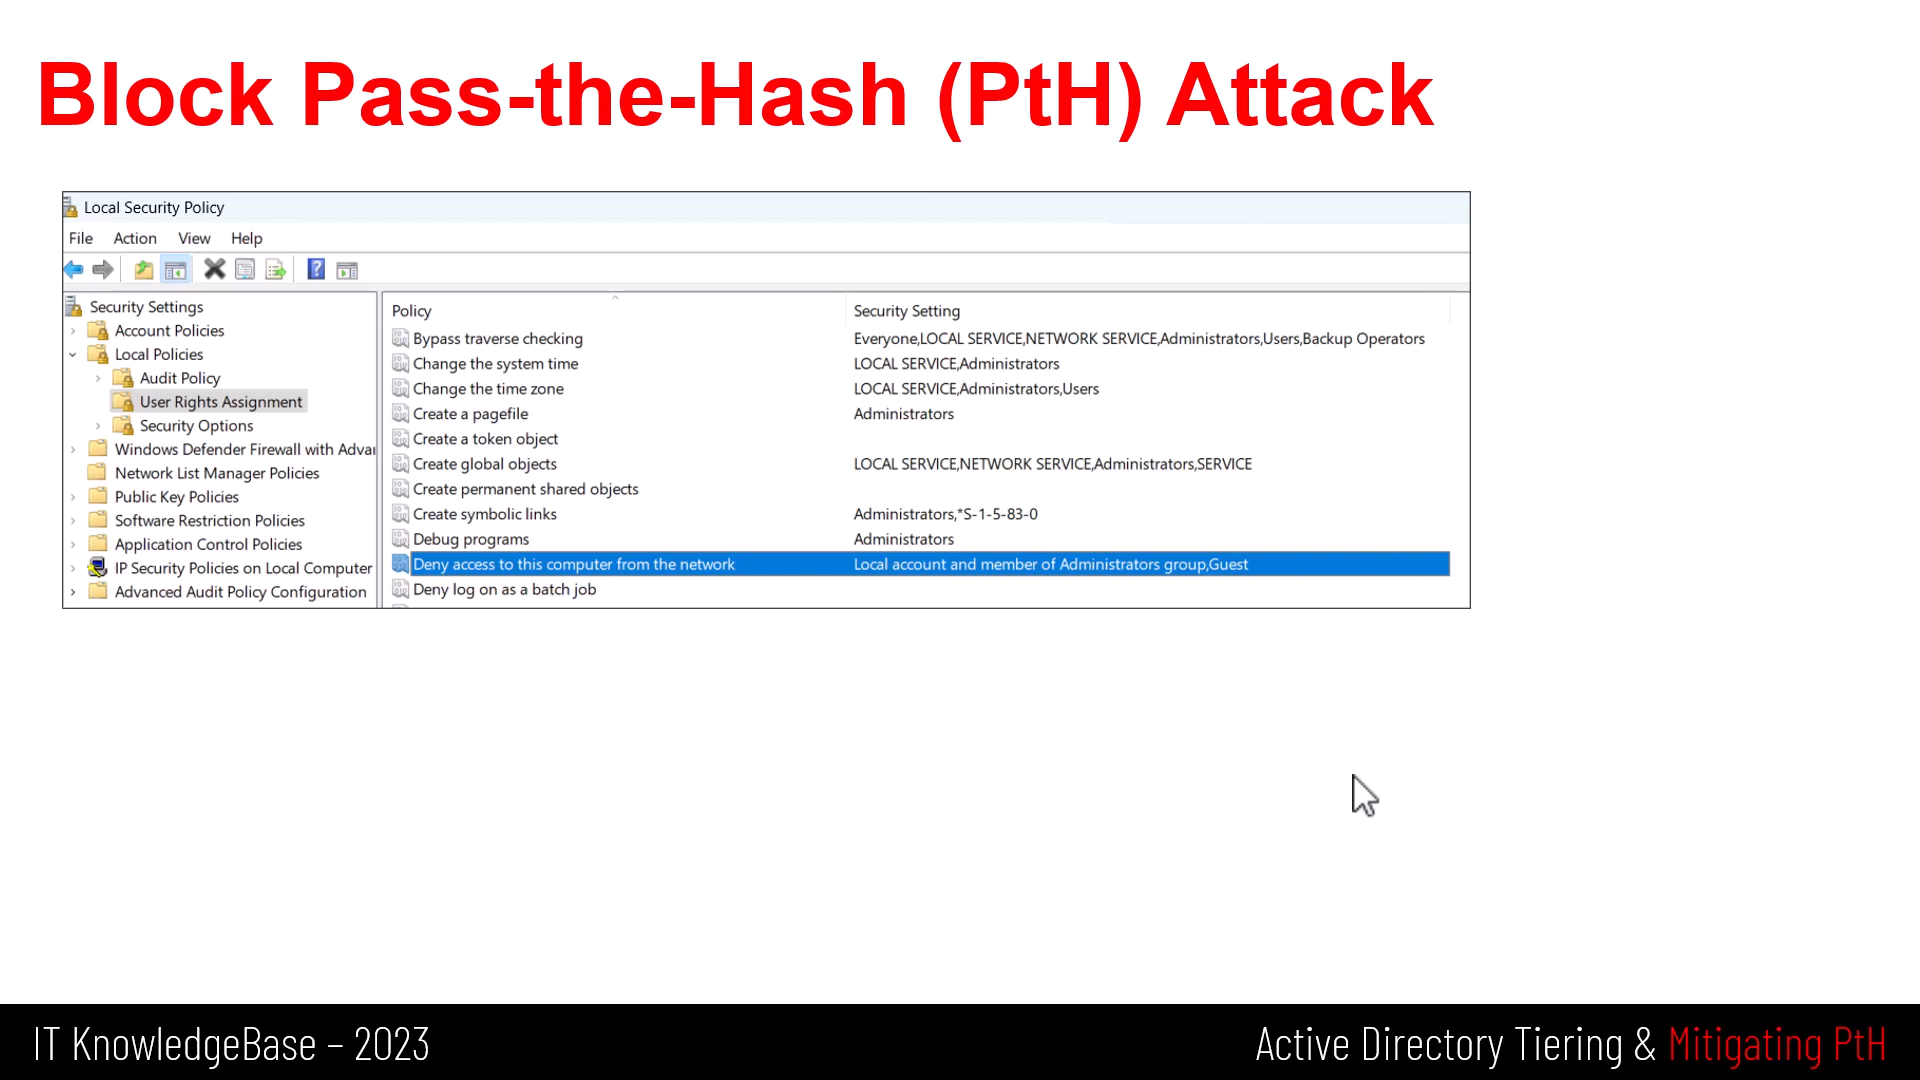 Block Pass-the-Hash (PtH) Attack
Local Security Policy
File Action View Help
Security Settings
Account Policies
Local Policies
Audit Policy
User Rights Assignment
Security Options
Windows Defender Firewall with Adva
Network List Manager Policies
Public Key Policies
Software Restriction Policies
Application Control Policies
IP Security Policies on Local Computer
Advanced Audit Policy Configuration
Policy Security Setting
Bypass traverse checking Everyone,LOCAL SERVICE,NETWORK SERVICE,Administrators,Users,Backup Operators
Change the system time LOCAL SERVICE,Administrators
Change the time zone LOCAL SERVICE,Administrators,Users
Create a pagefile Administrators
Create a token object
Create global objects LOCAL SERVICE,NETWORK SERVICE,Administrators,SERVICE
Create permanent shared objects
Create symbolic links Administrators,*S-1-5-83-0
Debug programs Administrators
Deny access to this computer from the network Local account and member of Administrators group,Guest
Deny log on as a batch job
IT KnowledgeBase – 2023
Active Directory Tiering & Mitigating PtH